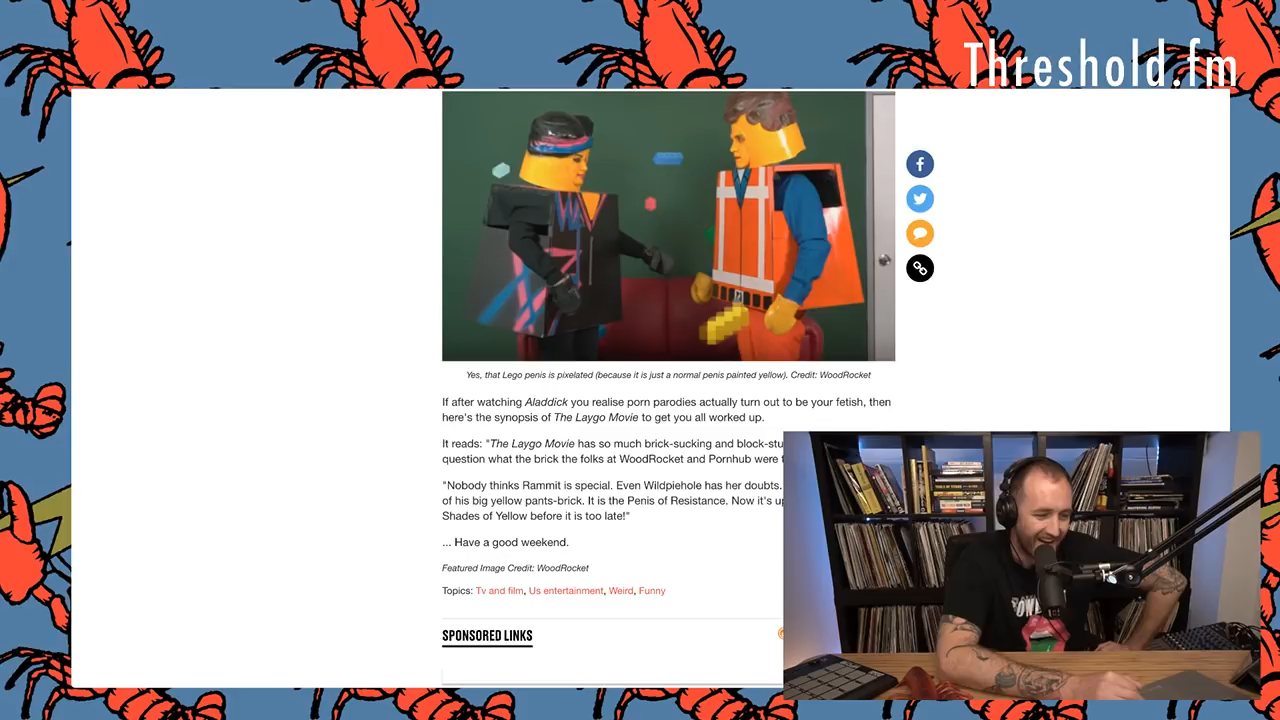 Threshold.fm
Yes, that Lego penis is pixelated (because it is just a normal penis painted yellow). Credit: WoodRocket
If after watching Aladdick you realise porn parodies actually turn out to be your fetish, then
here's the synopsis of The Laygo Movie to get you all worked up.
It reads: "The Laygo Movie has so much brick-sucking and
question what the brick the folks at WoodRocket and Pornhub were
"Nobody thinks Rammit is special. Even Wildpiehole has her doubts.
of his big yellow pants-brick. It is the Penis of Resistance. Now it's
Shades of Yellow before it is too late!"
... Have a good weekend.
Featured Image Credit: WoodRocket
Topics: Tv and film, Us entertainment, Weird, Funny
SPONSORED LINKS